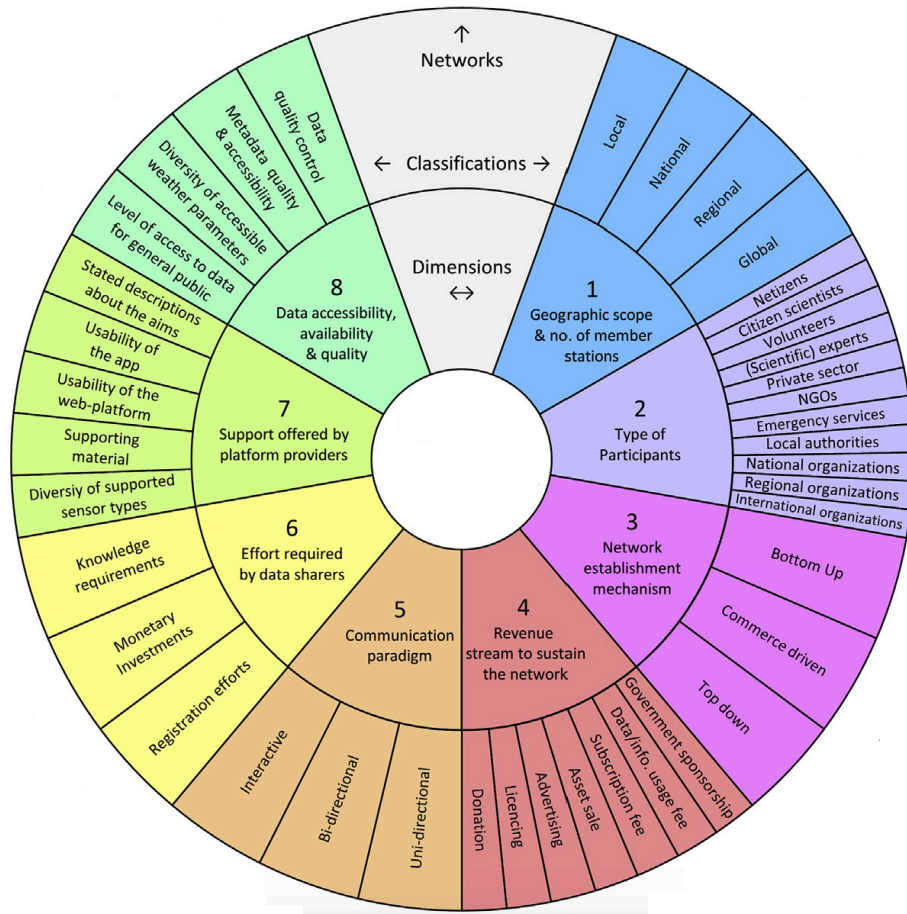 ↑
Networks
← Classifications →
Dimensions
↔
1
Geographic scope
& no. of member
stations
Local
National
Regional
Global
2
Type of
Participants
Netizens
Citizen scientists
Volunteers
(Scientific) experts
Private sector
NGOs
Emergency services
Local authorities
National organizations
Regional organizations
International organizations
3
Network
establishment
mechanism
Bottom Up
Commerce driven
Top down
4
Revenue
stream to sustain
the network
Government sponsorship
Data/info. usage fee
Subscription fee
Asset sale
Advertising
Licencing
Donation
5
Communication
paradigm
Uni-directional
Bi-directional
Interactive
6
Effort required
by data sharers
Registration efforts
Monetary
Investments
Knowledge
requirements
7
Support offered by
platform providers
Diversiy of supported
sensor types
Supporting
material
Usability of the
web-platform
Usability of
the app
Stated descriptions
about the aims
8
Data accessibility,
availability
& quality
Level of access to data
for general public
Diversity of accessible
weather parameters
Metadata quality
& accessibility
Data
quality control